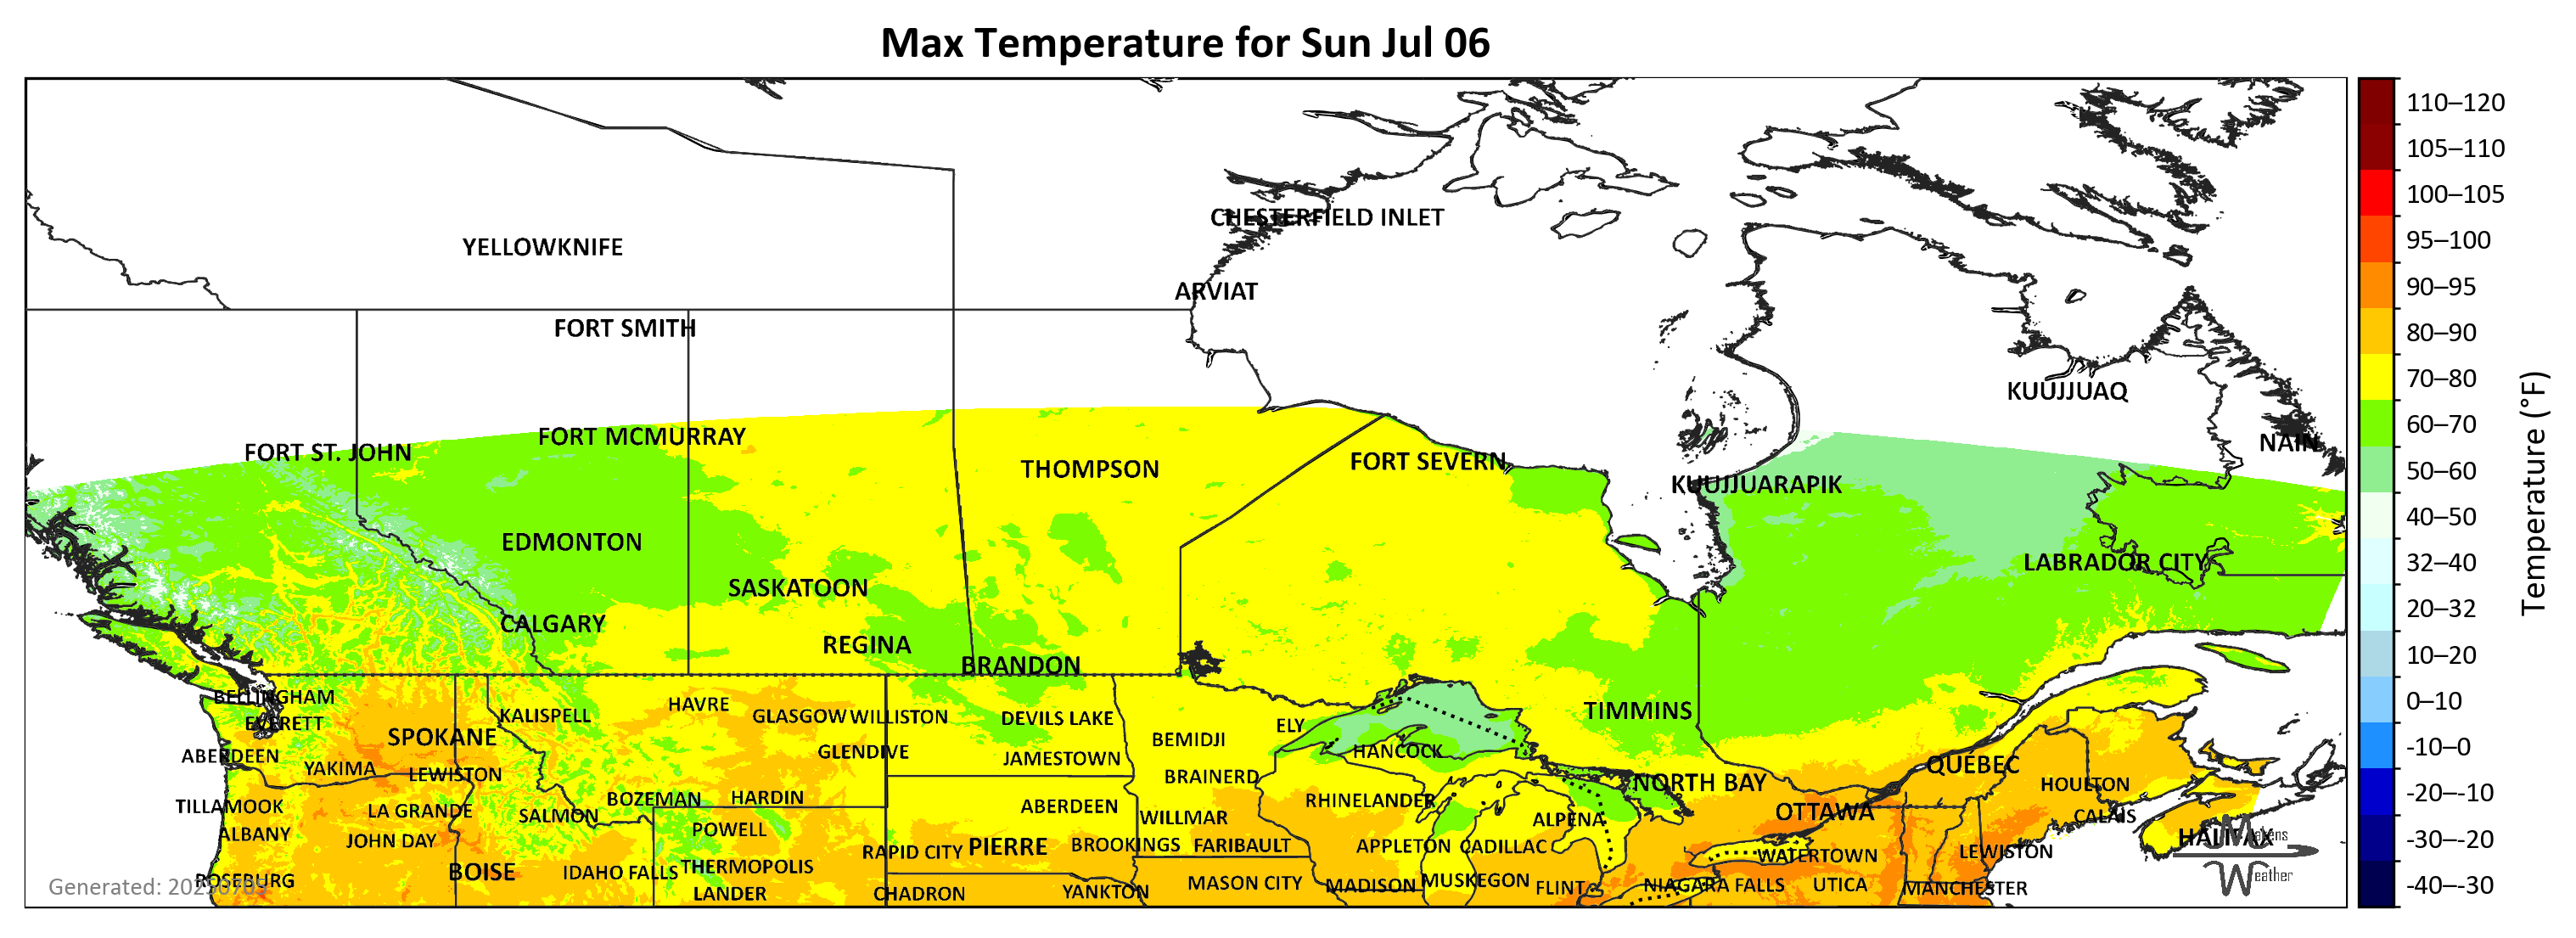 Max Temperature for Sun Jul 06
CHESTERFIELD INLET
YELLOWKNIFE
ARVIAT
FORT SMITH
KUUJJUAQ
FORT MCMURRAY
NAIN
FORT ST. JOHN
FORT SEVERN
THOMPSON
KUUJJUARAPIK
EDMONTON
LABRADOR CITY
SASKATOON
CALGARY
REGINA
BRANDON
BELLINGHAM
HAVRE
KALISPELL
GLASGOW
WILLISTON
DEVILS LAKE
TIMMINS
EVERETT
ELY
SPOKANE
BEMIDJI
GLENDIVE
HANCOCK
ABERDEEN
JAMESTOWN
QUÉBEC
YAKIMA
LEWISTON
BRAINERD
NORTH BAY
HOULTON
BOZEMAN
HARDIN
RHINELANDER
TILLAMOOK
ABERDEEN
LA GRANDE
SALMON
WILLMAR
OTTAWA
CALAIS
ALPENA
POWELL
ALBANY
HALIFAX
JOHN DAY
RAPID CITY
PIERRE
BROOKINGS
FARIBAULT
APPLETON
CADILLAC
LEWISTON
WATERTOWN
THERMOPOLIS
BOISE
IDAHO FALLS
ROSEBURG
MASON CITY
MADISON
MUSKEGON
FLINT
NIAGARA FALLS
UTICA
MANCHESTER
LANDER
CHADRON
YANKTON
eather
Generated:
110–120
105–110
100–105
95–100
90–95
80–90
70–80
60–70
50–60
40–50
32–40
20–32
10–20
0–10
-10–0
-20–-10
-30–-20
-40–-30
Temperature (°F)